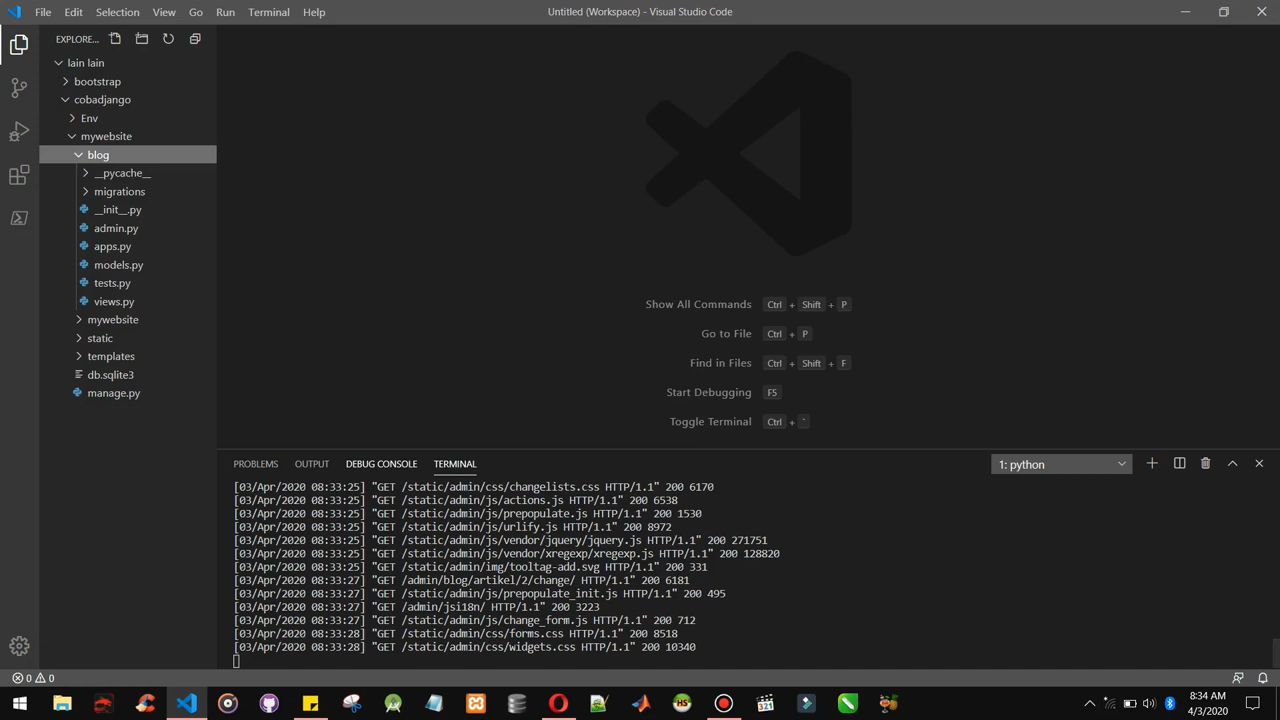 File Edit Selection View Go Run Terminal Help
Untitled (Workspace) - Visual Studio Code
EXPLORE...
lain lain
bootstrap
cobadjango
Env
mywebsite
blog
__pycache__
migrations
__init__.py
admin.py
apps.py
models.py
tests.py
views.py
mywebsite
static
templates
db.sqlite3
manage.py
Show All Commands Ctrl + Shift + P
Go to File Ctrl + P
Find in Files Ctrl + Shift + F
Start Debugging F5
Toggle Terminal Ctrl + `
PROBLEMS OUTPUT DEBUG CONSOLE TERMINAL
1: python
[03/Apr/2020 08:33:25] "GET /static/admin/css/changelists.css HTTP/1.1" 200 6170
[03/Apr/2020 08:33:25] "GET /static/admin/js/actions.js HTTP/1.1" 200 6538
[03/Apr/2020 08:33:25] "GET /static/admin/js/prepopulate.js HTTP/1.1" 200 1530
[03/Apr/2020 08:33:25] "GET /static/admin/js/urlify.js HTTP/1.1" 200 8972
[03/Apr/2020 08:33:25] "GET /static/admin/js/vendor/jquery/jquery.js HTTP/1.1" 200 271751
[03/Apr/2020 08:33:25] "GET /static/admin/js/vendor/xregexp/xregexp.js HTTP/1.1" 200 128820
[03/Apr/2020 08:33:25] "GET /static/admin/img/tooltag-add.svg HTTP/1.1" 200 331
[03/Apr/2020 08:33:27] "GET /admin/blog/artikel/2/change/ HTTP/1.1" 200 6181
[03/Apr/2020 08:33:27] "GET /static/admin/js/prepopulate_init.js HTTP/1.1" 200 495
[03/Apr/2020 08:33:27] "GET /admin/jsi18n/ HTTP/1.1" 200 3223
[03/Apr/2020 08:33:27] "GET /static/admin/js/change_form.js HTTP/1.1" 200 712
[03/Apr/2020 08:33:28] "GET /static/admin/css/forms.css HTTP/1.1" 200 8518
[03/Apr/2020 08:33:28] "GET /static/admin/css/widgets.css HTTP/1.1" 200 10340
0 0
321
HS
8:34 AM
4/3/2020